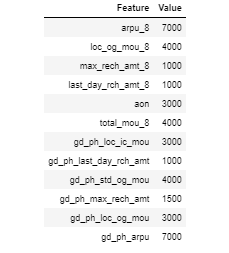 Feature Value
arpu_8 7000
loc_og_mou_8 4000
max_rech_amt_8 1000
last_day_rch_amt_8 1000
aon 3000
total_mou_8 4000
gd_ph_loc_ic_mou 3000
gd_ph_last_day_rch_amt 1000
gd_ph_std_og_mou 4000
gd_ph_max_rech_amt 1500
gd_ph_loc_og_mou 3000
gd_ph_arpu 7000